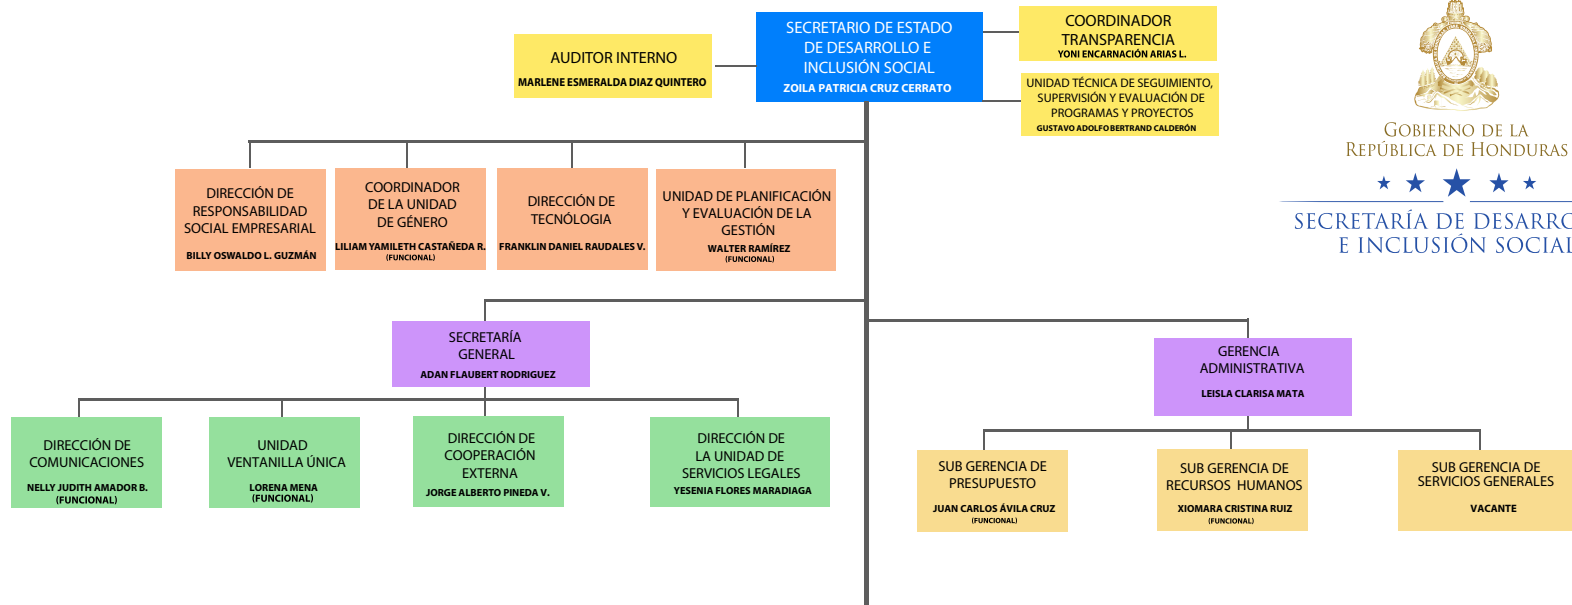 SECRETARIO DE ESTADO
DE DESARROLLO E
INCLUSIÓN SOCIAL
ZOILA PATRICIA CRUZ CERRATO
AUDITOR INTERNO
MARLENE ESMERALDA DIAZ QUINTERO
COORDINADOR
TRANSPARENCIA
YONI ENCARNACIÓN ARIAS L.
UNIDAD TÉCNICA DE SEGUIMIENTO,
SUPERVISIÓN Y EVALUACIÓN DE
PROGRAMAS Y PROYECTOS
GUSTAVO ADOLFO BERTRAND CALDERÓN
GOBIERNO DE LA
REPÚBLICA DE HONDURAS
SECRETARÍA DE DESARRO
E INCLUSIÓN SOCIAL
DIRECCIÓN DE
RESPONSABILIDAD
SOCIAL EMPRESARIAL
BILLY OSWALDO L. GUZMÁN
COORDINADOR
DE LA UNIDAD
DE GÉNERO
LILIAM YAMILETH CASTAÑEDA R.
(FUNCIONAL)
DIRECCIÓN DE
TECNÓLOGIA
FRANKLIN DANIEL RAUDALES V.
UNIDAD DE PLANIFICACIÓN
Y EVALUACIÓN DE LA
GESTIÓN
WALTER RAMÍREZ
(FUNCIONAL)
SECRETARÍA
GENERAL
ADAN FLAUBERT RODRIGUEZ
GERENCIA
ADMINISTRATIVA
LEISLA CLARISA MATA
DIRECCIÓN DE
COMUNICACIONES
NELLY JUDITH AMADOR B.
(FUNCIONAL)
UNIDAD
VENTANILLA ÚNICA
LORENA MENA
(FUNCIONAL)
DIRECCIÓN DE
COOPERACIÓN
EXTERNA
JORGE ALBERTO PINEDA V.
DIRECCIÓN DE
LA UNIDAD DE
SERVICIOS LEGALES
YESENIA FLORES MARADIAGA
SUB GERENCIA DE
PRESUPUESTO
JUAN CARLOS ÁVILA CRUZ
(FUNCIONAL)
SUB GERENCIA DE
RECURSOS HUMANOS
XIOMARA CRISTINA RUIZ
(FUNCIONAL)
SUB GERENCIA DE
SERVICIOS GENERALES
VACANTE